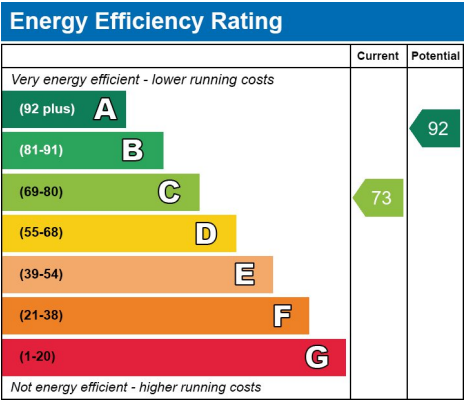 Energy Efficiency Rating
Current Potential
Very energy efficient - lower running costs
(92 plus) A
92
(81-91) B
(69-80) C
73
(55-68) D
(39-54) E
(21-38) F
(1-20) G
Not energy efficient - higher running costs